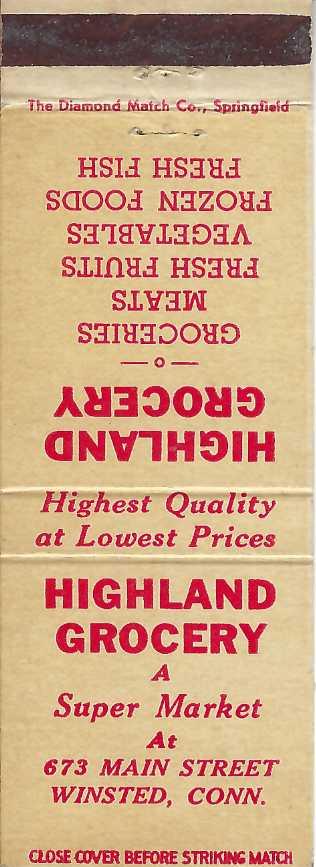 The Diamond Match Co., Springfield
HIGHLAND
GROCERY
— o —
GROCERIES
MEATS
FRESH FRUITS
VEGETABLES
FROZEN FOODS
FRESH FISH
Highest Quality
at Lowest Prices
HIGHLAND
GROCERY
A
Super Market
At
673 MAIN STREET
WINSTED, CONN.
CLOSE COVER BEFORE STRIKING MATCH